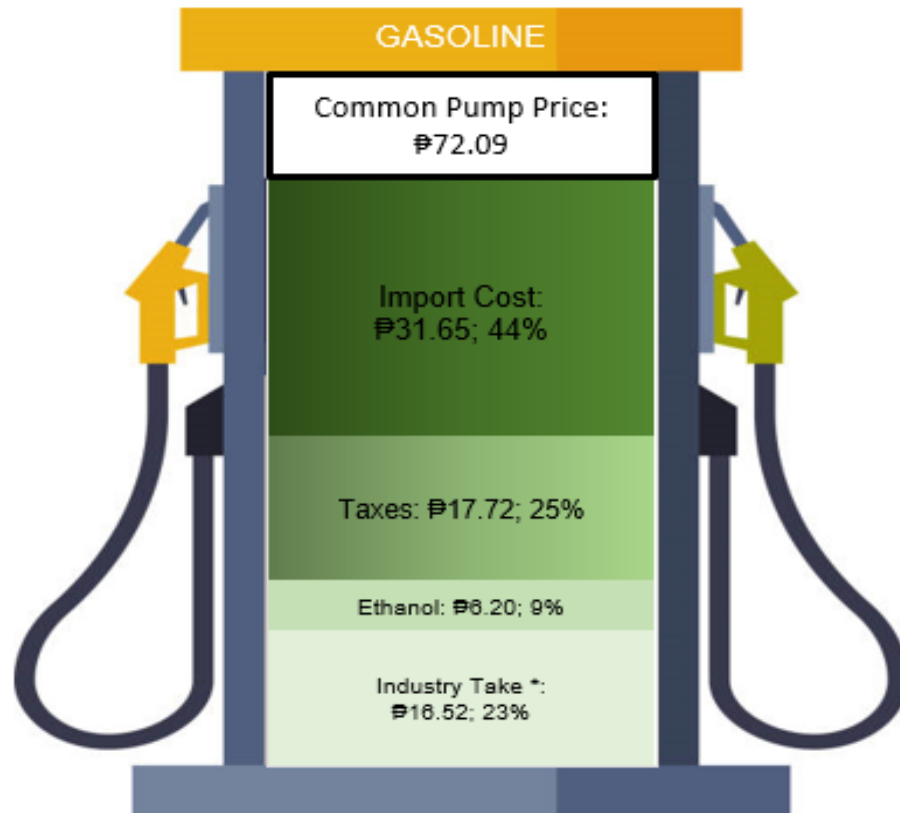 GASOLINE
Common Pump Price:
₱72.09
Import Cost:
₱31.65; 44%
Taxes: ₱17.72; 25%
Ethanol: ₱6.20; 9%
Industry Take *:
₱16.52; 23%